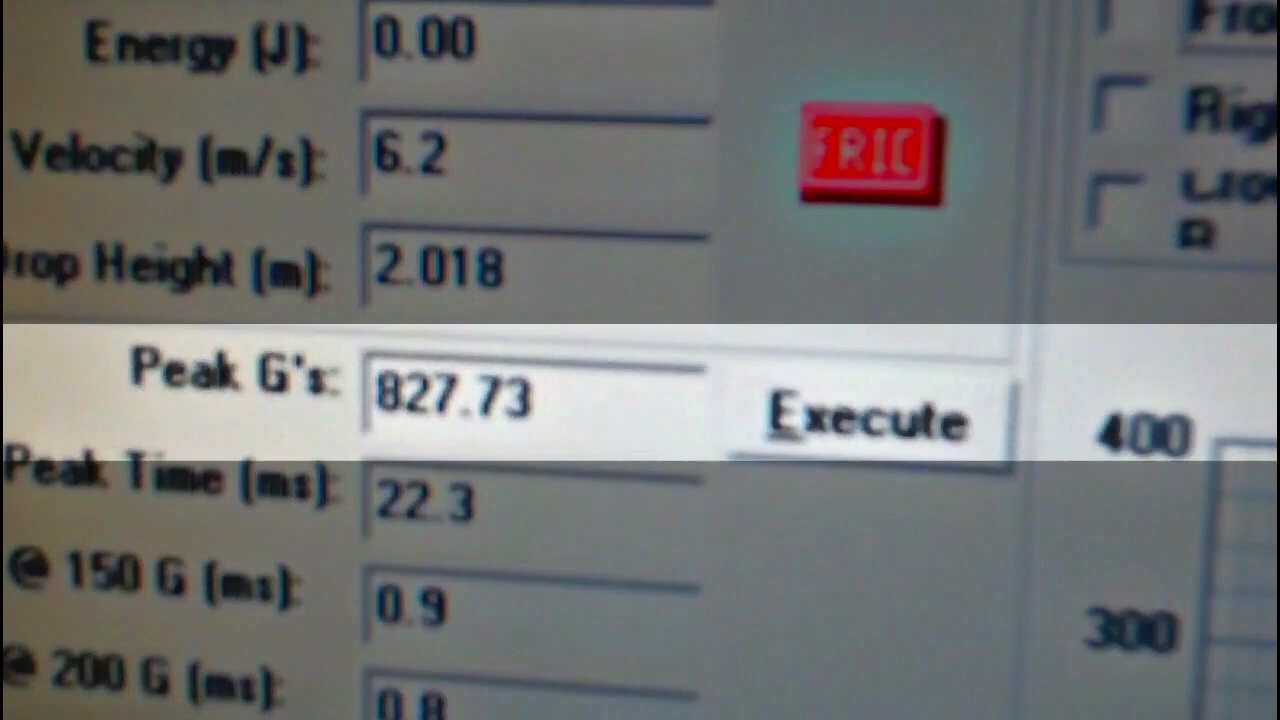 Energy (J): 0.00
Velocity (m/s): 6.2
FRIC
Drop Height (m): 2.018
Peak G's: 827.73
Execute
400
Peak Time (ms): 22.3
@ 150 G (ms): 0.9
300
@ 200 G (ms): 0.8